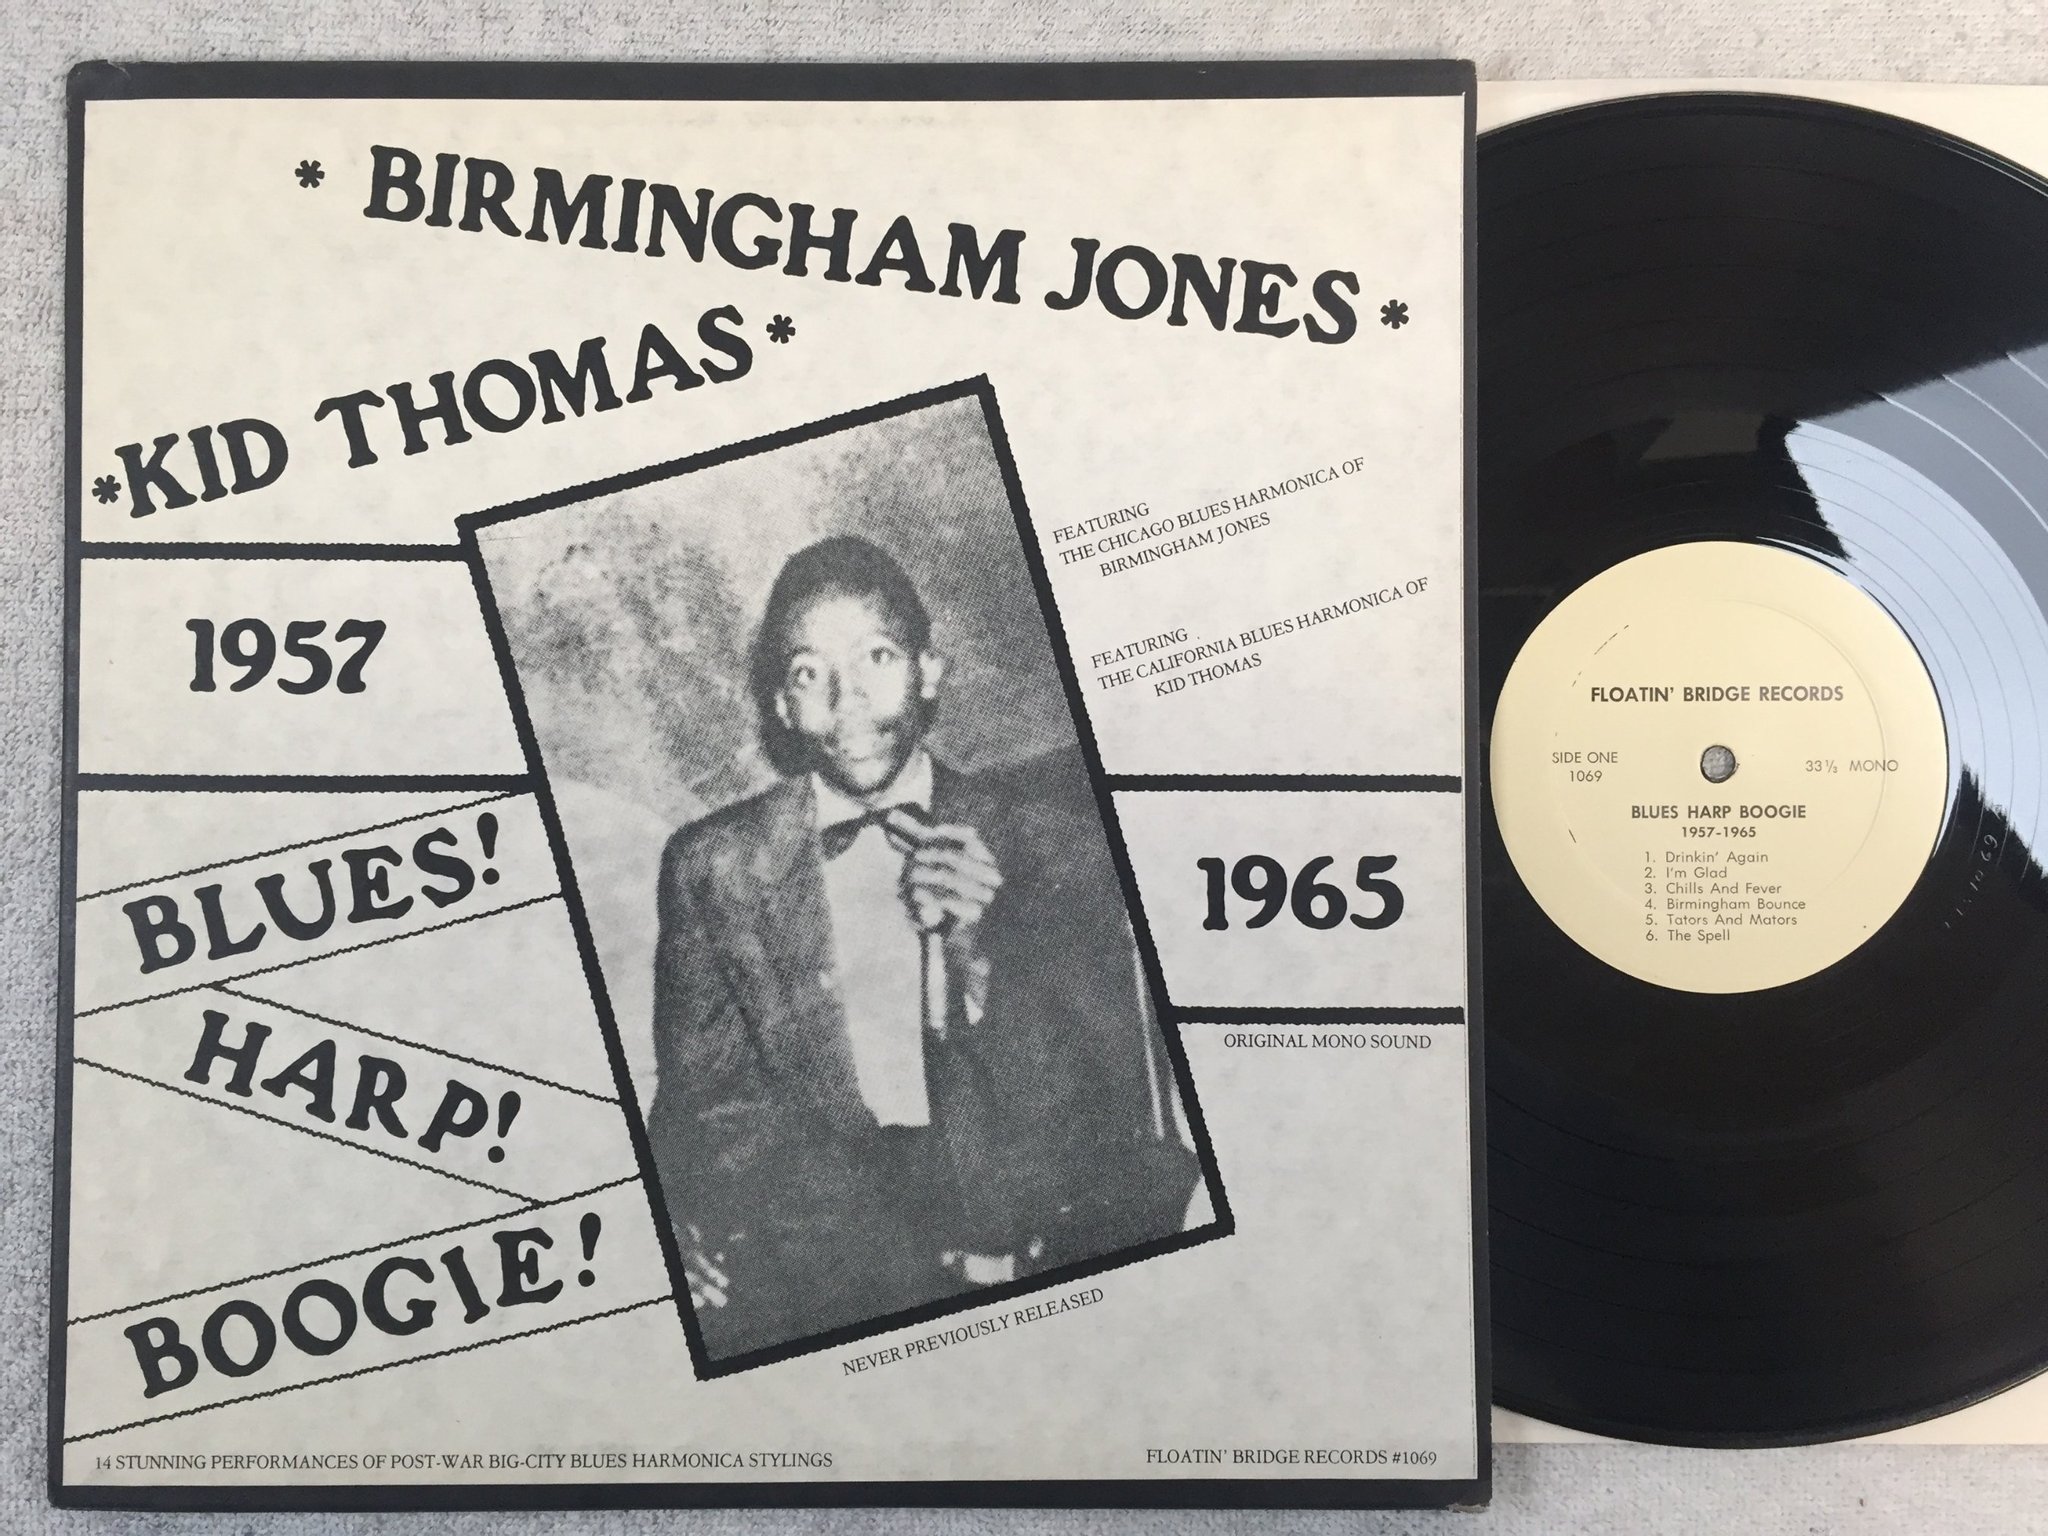 * BIRMINGHAM JONES *
*KID THOMAS*
FEATURING
THE CHICAGO BLUES HARMONICA OF
BIRMINGHAM JONES
FEATURING
THE CALIFORNIA BLUES HARMONICA OF
KID THOMAS
1957
1965
BLUES!
HARP!
BOOGIE!
ORIGINAL MONO SOUND
NEVER PREVIOUSLY RELEASED
14 STUNNING PERFORMANCES OF POST-WAR BIG-CITY BLUES HARMONICA STYLINGS
FLOATIN' BRIDGE RECORDS #1069
FLOATIN' BRIDGE RECORDS
SIDE ONE
1069
33⅓ MONO
BLUES HARP BOOGIE
1957-1965
1. Drinkin' Again
2. I'm Glad
3. Chills And Fever
4. Birmingham Bounce
5. Tators And Mators
6. The Spell